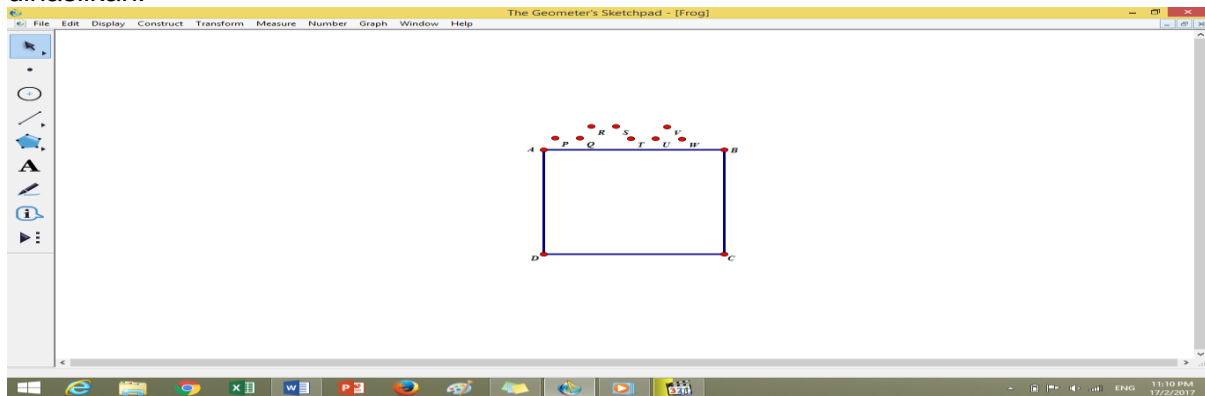 The Geometer's Sketchpad - [Frog]
File Edit Display Construct Transform Measure Number Graph Window Help
R S V
P Q T U W
A B
D C
ENG 11:10 PM
17/2/2017